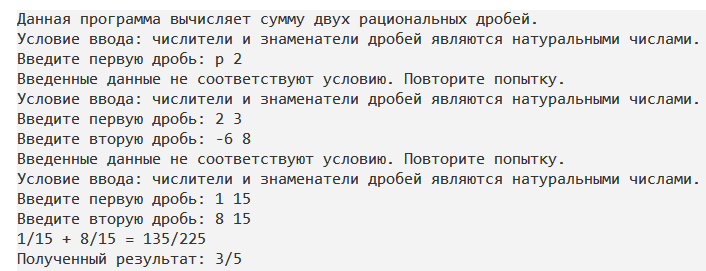 Данная программа вычисляет сумму двух рациональных дробей.
Условие ввода: числители и знаменатели дробей являются натуральными числами.
Введите первую дробь: p 2
Введенные данные не соответствуют условию. Повторите попытку.
Условие ввода: числители и знаменатели дробей являются натуральными числами.
Введите первую дробь: 2 3
Введите вторую дробь: -6 8
Введенные данные не соответствуют условию. Повторите попытку.
Условие ввода: числители и знаменатели дробей являются натуральными числами.
Введите первую дробь: 1 15
Введите вторую дробь: 8 15
1/15 + 8/15 = 135/225
Полученный результат: 3/5